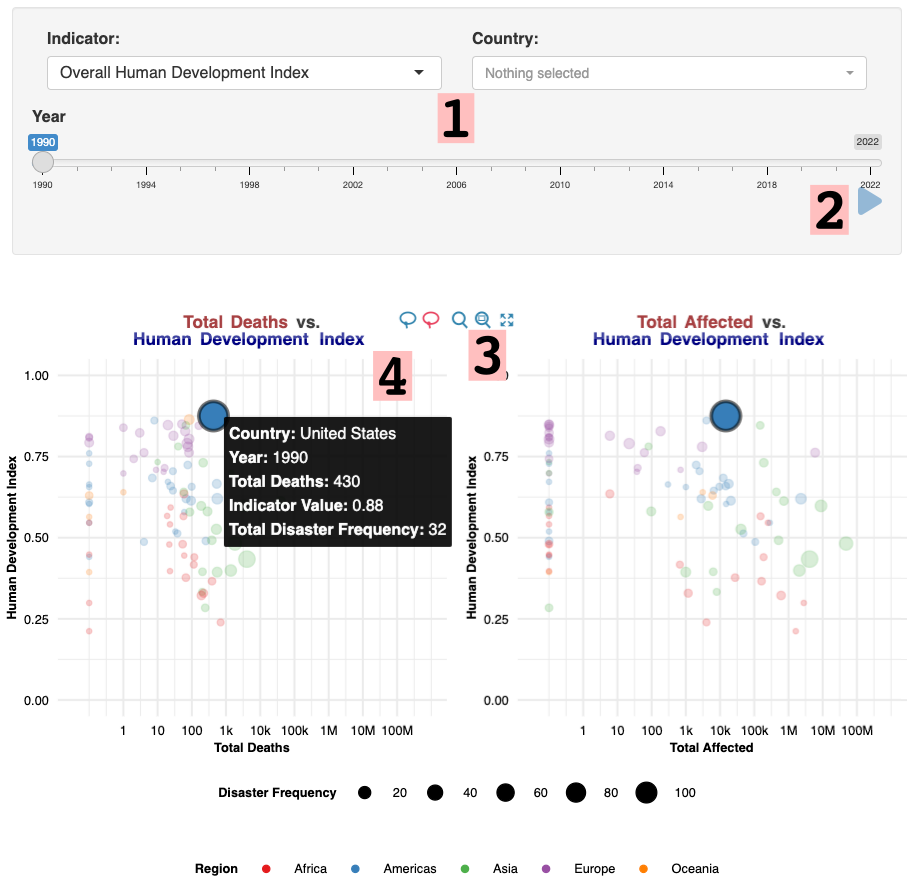 Indicator: Country:
Overall Human Development Index Nothing selected
1
Year
1990 2022
1990 1994 1998 2002 2006 2010 2014 2018 2022
2
Total Deaths vs. Total Affected vs.
Human Development Index Human Development Index
3
4
1.00 0
0.75 0.75
0.50 0.50
0.25 0.25
0.00 0.00
Human Development Index Human Development Index
Country: United States
Year: 1990
Total Deaths: 430
Indicator Value: 0.88
Total Disaster Frequency: 32
1 10 100 1k 10k 100k 1M 10M 100M 1 10 100 1k 10k 100k 1M 10M 100M
Total Deaths Total Affected
Disaster Frequency 20 40 60 80 100
Region Africa Americas Asia Europe Oceania